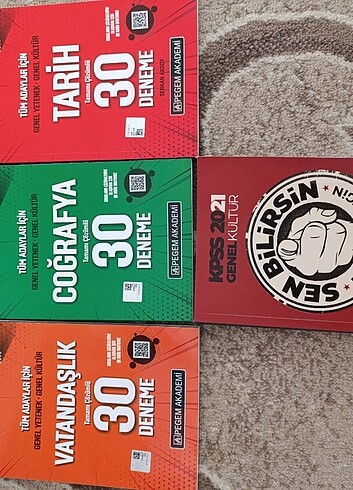 TÜM ADAYLAR İÇİN
GENEL YETENEK - GENEL KÜLTÜR
TARİH
Tamamı Çözümlü
30
DENEME
SERKAN AKSOY
PEGEM AKADEMİ
TÜM ADAYLAR İÇİN
GENEL YETENEK - GENEL KÜLTÜR
COĞRAFYA
Tamamı Çözümlü
30
DENEME
PEGEM AKADEMİ
TÜM ADAYLAR İÇİN
GENEL YETENEK - GENEL KÜLTÜR
VATANDAŞLIK
Tamamı Çözümlü
30
DENEME
PEGEM AKADEMİ
KPSS 2021
GENEL KÜLTÜR
SEN BİLİRSİN